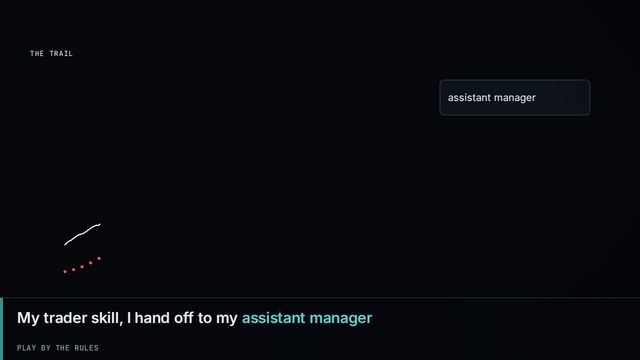 THE TRAIL
assistant manager
My trader skill, I hand off to my assistant manager
PLAY BY THE RULES